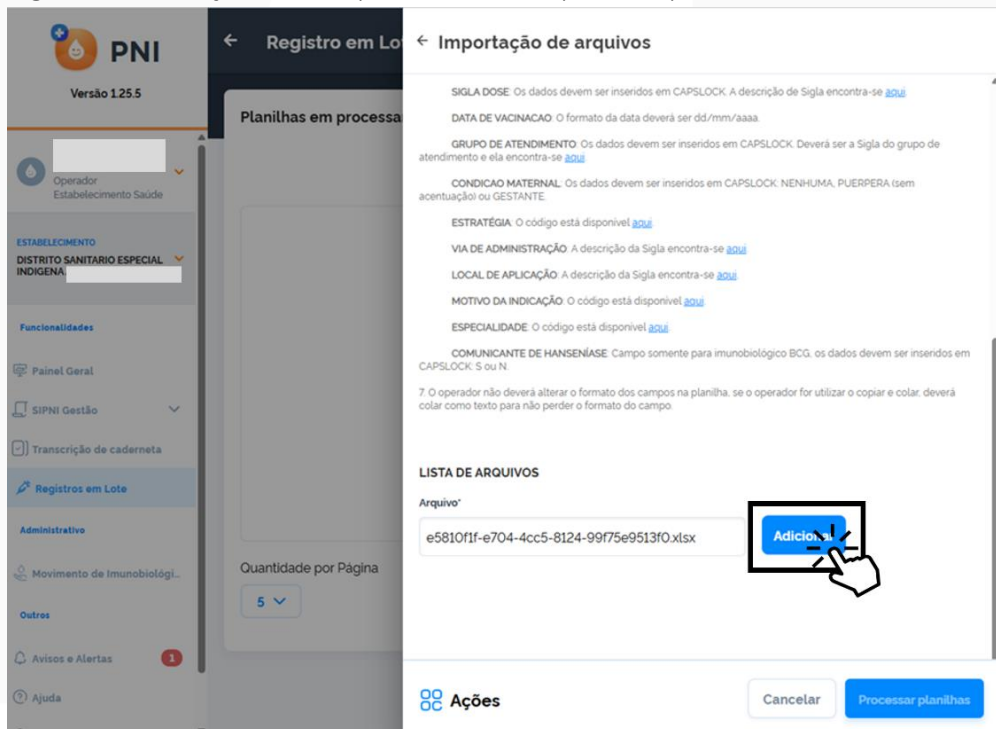 PNI
Versão 1.25.5
Operador
Estabelecimento Saúde
ESTABELECIMENTO
DISTRITO SANITARIO ESPECIAL
INDIGENA
Funcionalidades
Painel Geral
SIPNI Gestão
Transcrição de caderneta
Registros em Lote
Administrativo
Movimento de Imunobiológi...
Outros
Avisos e Alertas 1
Ajuda
← Registro em Lo
Planilhas em processa
Quantidade por Página
5
← Importação de arquivos
SIGLA DOSE: Os dados devem ser inseridos em CAPSLOCK. A descrição de Sigla encontra-se aqui.
DATA DE VACINACAO: O formato da data deverá ser dd/mm/aaaa.
GRUPO DE ATENDIMENTO: Os dados devem ser inseridos em CAPSLOCK. Deverá ser a Sigla do grupo de
atendimento e ela encontra-se aqui.
CONDICAO MATERNAL: Os dados devem ser inseridos em CAPSLOCK: NENHUMA, PUERPERA (sem
acentuação) ou GESTANTE.
ESTRATÉGIA: O código está disponível aqui.
VIA DE ADMINISTRAÇÃO: A descrição da Sigla encontra-se aqui.
LOCAL DE APLICAÇÃO: A descrição da Sigla encontra-se aqui.
MOTIVO DA INDICAÇÃO: O código está disponível aqui.
ESPECIALIDADE: O código está disponível aqui.
COMUNICANTE DE HANSENÍASE: Campo somente para imunobiológico BCG, os dados devem ser inseridos em
CAPSLOCK: S ou N.
7. O operador não deverá alterar o formato dos campos na planilha, se o operador for utilizar o copiar e colar, deverá
colar como texto para não perder o formato do campo.
LISTA DE ARQUIVOS
Arquivo*
e5810f1f-e704-4cc5-8124-99f75e9513f0.xlsx
Adicionar
Ações
Cancelar
Processar planilhas